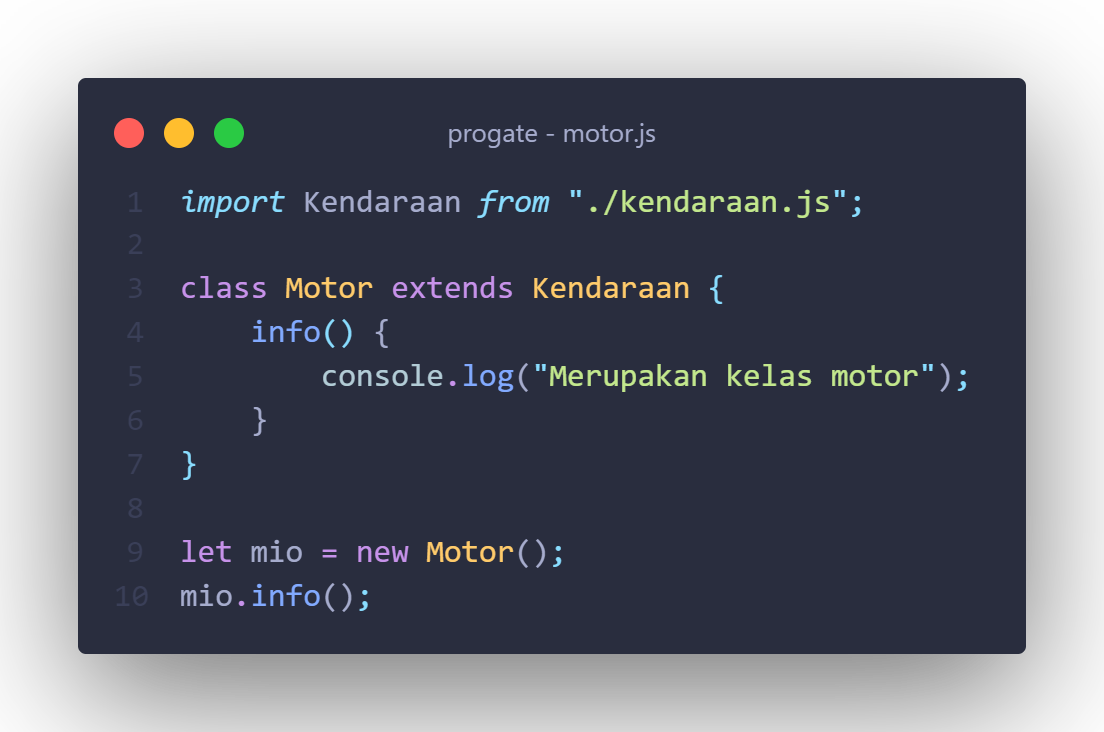 progate - motor.js
1 import Kendaraan from "./kendaraan.js";
2
3 class Motor extends Kendaraan {
4     info() {
5         console.log("Merupakan kelas motor");
6     }
7 }
8
9 let mio = new Motor();
10 mio.info();